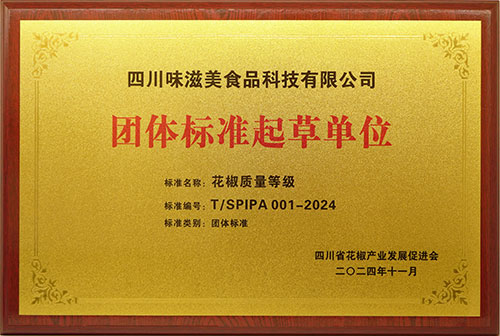 四川味滋美食品科技有限公司
团体标准起草单位
标准名称：花椒质量等级
标准编号：T/SPIPA 001-2024
标准类别：团体标准
四川省花椒产业发展促进会
二〇二四年十一月